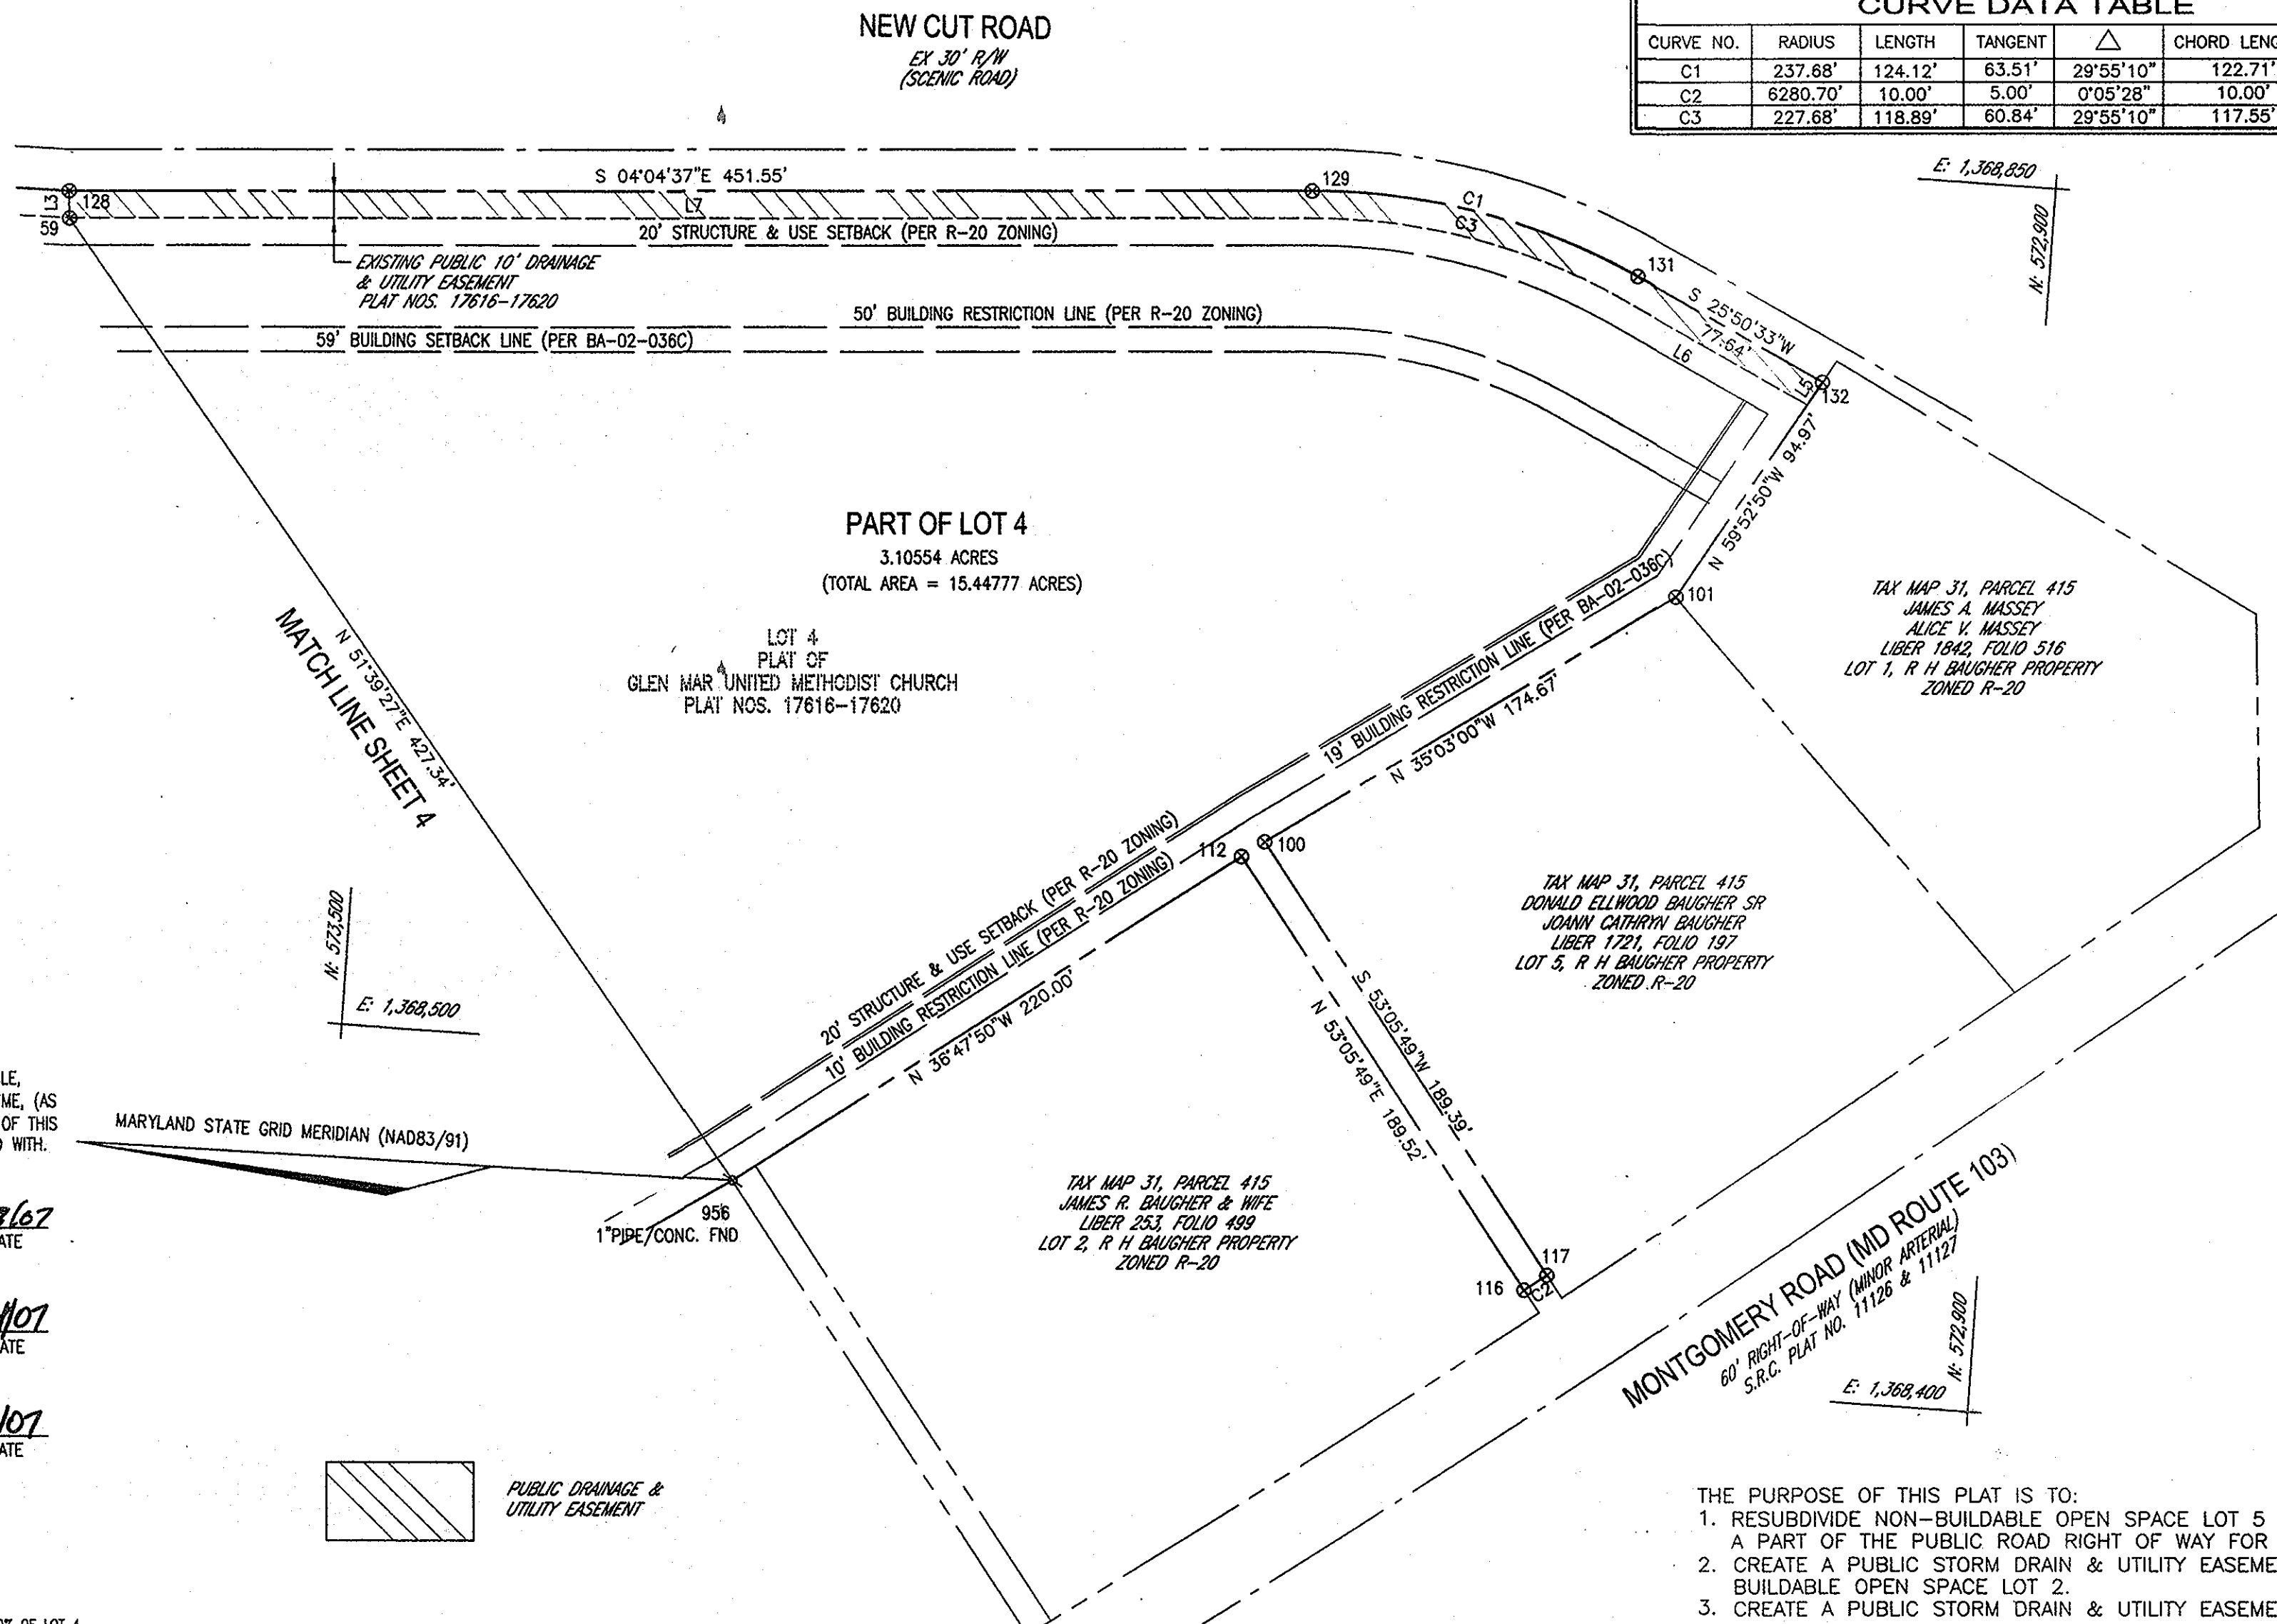 NEW CUT ROAD
EX 30' R/W
(SCENIC ROAD)
CURVE DATA TABLE
CURVE NO. RADIUS LENGTH TANGENT △ CHORD LENG
C1 237.68' 124.12' 63.51' 29°55'10" 122.71'
C2 6280.70' 10.00' 5.00' 0°05'28" 10.00'
C3 227.68' 118.89' 60.84' 29°55'10" 117.55'
E: 1,368,850
N: 572,900
S 04°04'37"E 451.55'
L3
128
59
L7
129
C1
C3
131
20' STRUCTURE & USE SETBACK (PER R-20 ZONING)
EXISTING PUBLIC 10' DRAINAGE
& UTILITY EASEMENT
PLAT NOS. 17616-17620
S 25°50'33"W
77.64'
L6
L5
132
50' BUILDING RESTRICTION LINE (PER R-20 ZONING)
59' BUILDING SETBACK LINE (PER BA-02-036C)
N 59°52'50"W 94.97'
PART OF LOT 4
3.10554 ACRES
(TOTAL AREA = 15.44777 ACRES)
LOT 4
PLAT OF
GLEN MAR UNITED METHODIST CHURCH
PLAT NOS. 17616-17620
N 51°39'27"E 427.34'
MATCH LINE SHEET 4
101
TAX MAP 31, PARCEL 415
JAMES A. MASSEY
ALICE V. MASSEY
LIBER 1842, FOLIO 516
LOT 1, R H BAUGHER PROPERTY
ZONED R-20
19' BUILDING RESTRICTION LINE (PER BA-02-036C)
N 35°03'00"W 174.67'
112
100
20' STRUCTURE & USE SETBACK (PER R-20 ZONING)
10' BUILDING RESTRICTION LINE (PER R-20 ZONING)
N 36°47'50"W 220.00'
TAX MAP 31, PARCEL 415
DONALD ELLWOOD BAUGHER SR
JOANN CATHRYN BAUGHER
LIBER 1721, FOLIO 197
LOT 5, R H BAUGHER PROPERTY
ZONED R-20
N: 573,500
E: 1,368,500
S 53°05'49"W 189.39'
N 53°05'49"E 189.52'
LE,
ME, (AS
OF THIS
WITH.
MARYLAND STATE GRID MERIDIAN (NAD83/91)
956
1"PIPE/CONC. FND
TAX MAP 31, PARCEL 415
JAMES R. BAUGHER & WIFE
LIBER 253, FOLIO 499
LOT 2, R H BAUGHER PROPERTY
ZONED R-20
117
116
C2
MONTGOMERY ROAD (MD ROUTE 103)
60' RIGHT-OF-WAY (MINOR ARTERIAL)
S.R.C. PLAT NO. 11126 & 11127
N: 572,900
E: 1,368,400
/67
ATE
/07
ATE
/07
ATE
PUBLIC DRAINAGE &
UTILITY EASEMENT
THE PURPOSE OF THIS PLAT IS TO:
1. RESUBDIVIDE NON-BUILDABLE OPEN SPACE LOT 5
A PART OF THE PUBLIC ROAD RIGHT OF WAY FOR
2. CREATE A PUBLIC STORM DRAIN & UTILITY EASEME
BUILDABLE OPEN SPACE LOT 2.
3. CREATE A PUBLIC STORM DRAIN & UTILITY EASEME
OF LOT 4